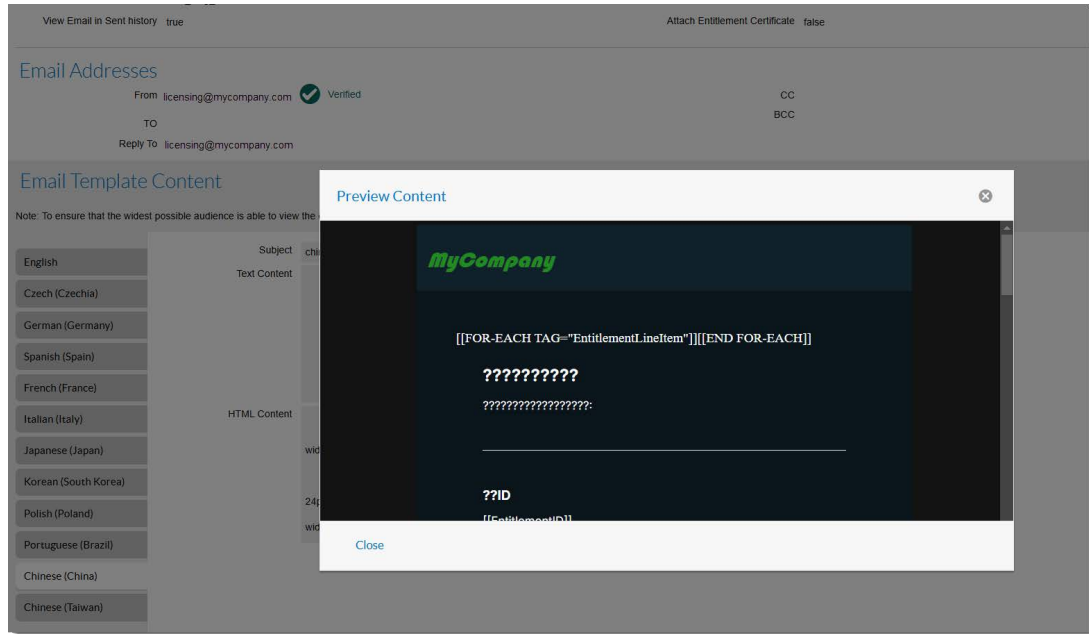 View Email in Sent history true
Attach Entitlement Certificate false
Email Addresses
From licensing@mycompany.com Verified
CC
BCC
TO
Reply To licensing@mycompany.com
Email Template Content
Note: To ensure that the widest possible audience is able to view the
English
Czech (Czechia)
German (Germany)
Spanish (Spain)
French (France)
Italian (Italy)
Japanese (Japan)
Korean (South Korea)
Polish (Poland)
Portuguese (Brazil)
Chinese (China)
Chinese (Taiwan)
Subject
Text Content
HTML Content
24p
Preview Content
MyCompany
[[FOR-EACH TAG="EntitlementLineItem"]][[END FOR-EACH]]
??????????
??????????????????:
??ID
[[EntitlementID]]
Close